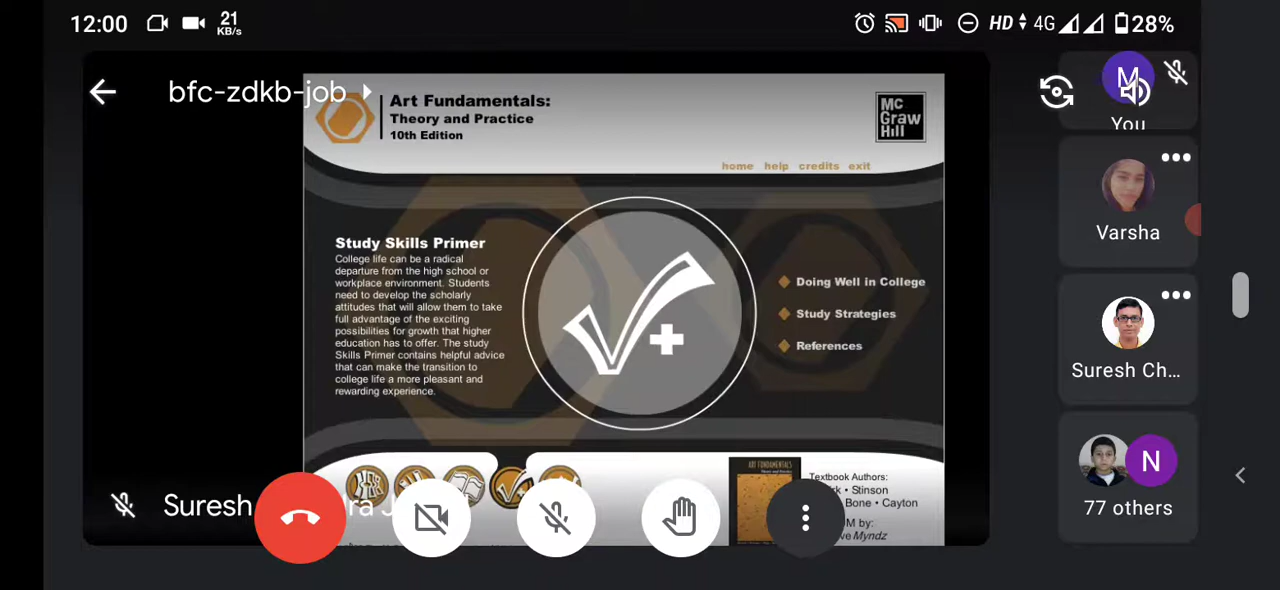 12:00
21
KB/s
HD
4G
28%
bfc-zdkb-job
Art Fundamentals:
Theory and Practice
10th Edition
Mc
Graw
Hill
home help credits exit
Study Skills Primer
College life can be a radical
departure from the high school or
workplace environment. Students
need to develop the scholarly
attitudes that will allow them to take
full advantage of the exciting
possibilities for growth that higher
education has to offer. The study
Skills Primer contains helpful advice
that can make the transition to
college life a more pleasant and
rewarding experience.
Doing Well in College
Study Strategies
References
M
You
Varsha
Suresh Ch...
N
77 others
Suresh
ra J
ART FUNDAMENTALS
Textbook Authors:
rk • Stinson
Bone • Cayton
M by:
ve Myndz